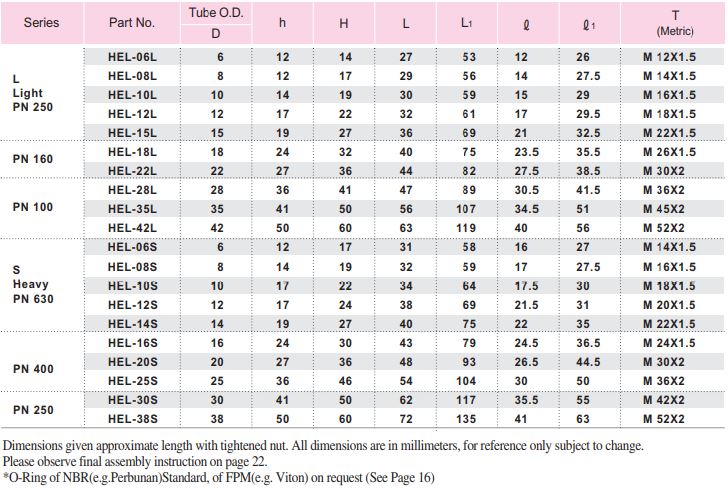 Series Part No. Tube O.D. D h H L L1 ℓ ℓ1 T (Metric)
L Light PN 250
HEL-06L 6 12 14 27 53 12 26 M 12X1.5
HEL-08L 8 12 17 29 56 14 27.5 M 14X1.5
HEL-10L 10 14 19 30 59 15 29 M 16X1.5
HEL-12L 12 17 22 32 61 17 29.5 M 18X1.5
HEL-15L 15 19 27 36 69 21 32.5 M 22X1.5
PN 160
HEL-18L 18 24 32 40 75 23.5 35.5 M 26X1.5
HEL-22L 22 27 36 44 82 27.5 38.5 M 30X2
PN 100
HEL-28L 28 36 41 47 89 30.5 41.5 M 36X2
HEL-35L 35 41 50 56 107 34.5 51 M 45X2
HEL-42L 42 50 60 63 119 40 56 M 52X2
S Heavy PN 630
HEL-06S 6 12 17 31 58 16 27 M 14X1.5
HEL-08S 8 14 19 32 59 17 27.5 M 16X1.5
HEL-10S 10 17 22 34 64 17.5 30 M 18X1.5
HEL-12S 12 17 24 38 69 21.5 31 M 20X1.5
HEL-14S 14 19 27 40 75 22 35 M 22X1.5
PN 400
HEL-16S 16 24 30 43 79 24.5 36.5 M 24X1.5
HEL-20S 20 27 36 48 93 26.5 44.5 M 30X2
HEL-25S 25 36 46 54 104 30 50 M 36X2
PN 250
HEL-30S 30 41 50 62 117 35.5 55 M 42X2
HEL-38S 38 50 60 72 135 41 63 M 52X2
Dimensions given approximate length with tightened nut. All dimensions are in millimeters, for reference only subject to change.
Please observe final assembly instruction on page 22.
*O-Ring of NBR(e.g.Perbunan)Standard, of FPM(e.g. Viton) on request (See Page 16)